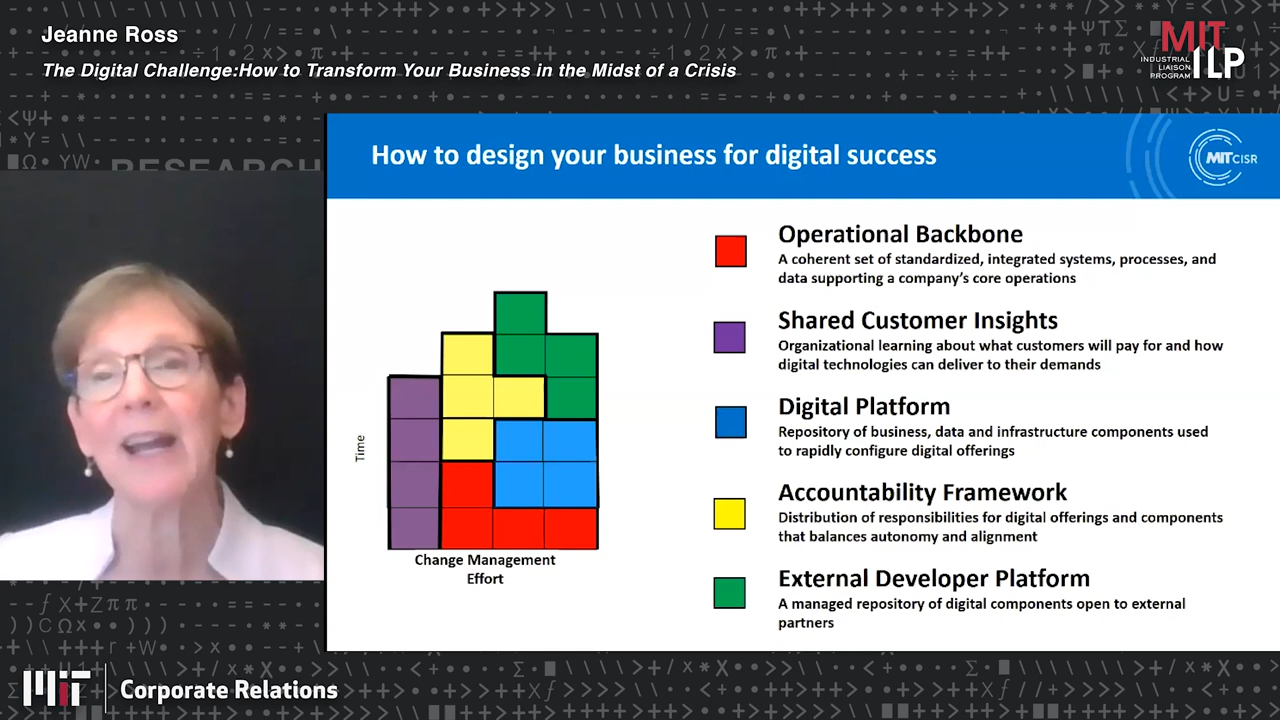 Jeanne Ross
The Digital Challenge:How to Transform Your Business in the Midst of a Crisis
MIT
INDUSTRIAL
LIAISON
PROGRAM
ILP
RESEARCH
How to design your business for digital success
MIT CISR
Operational Backbone
A coherent set of standardized, integrated systems, processes, and
data supporting a company's core operations
Shared Customer Insights
Organizational learning about what customers will pay for and how
digital technologies can deliver to their demands
Digital Platform
Repository of business, data and infrastructure components used
to rapidly configure digital offerings
Accountability Framework
Distribution of responsibilities for digital offerings and components
that balances autonomy and alignment
External Developer Platform
A managed repository of digital components open to external
partners
Time
Change Management
Effort
MIT
Corporate Relations